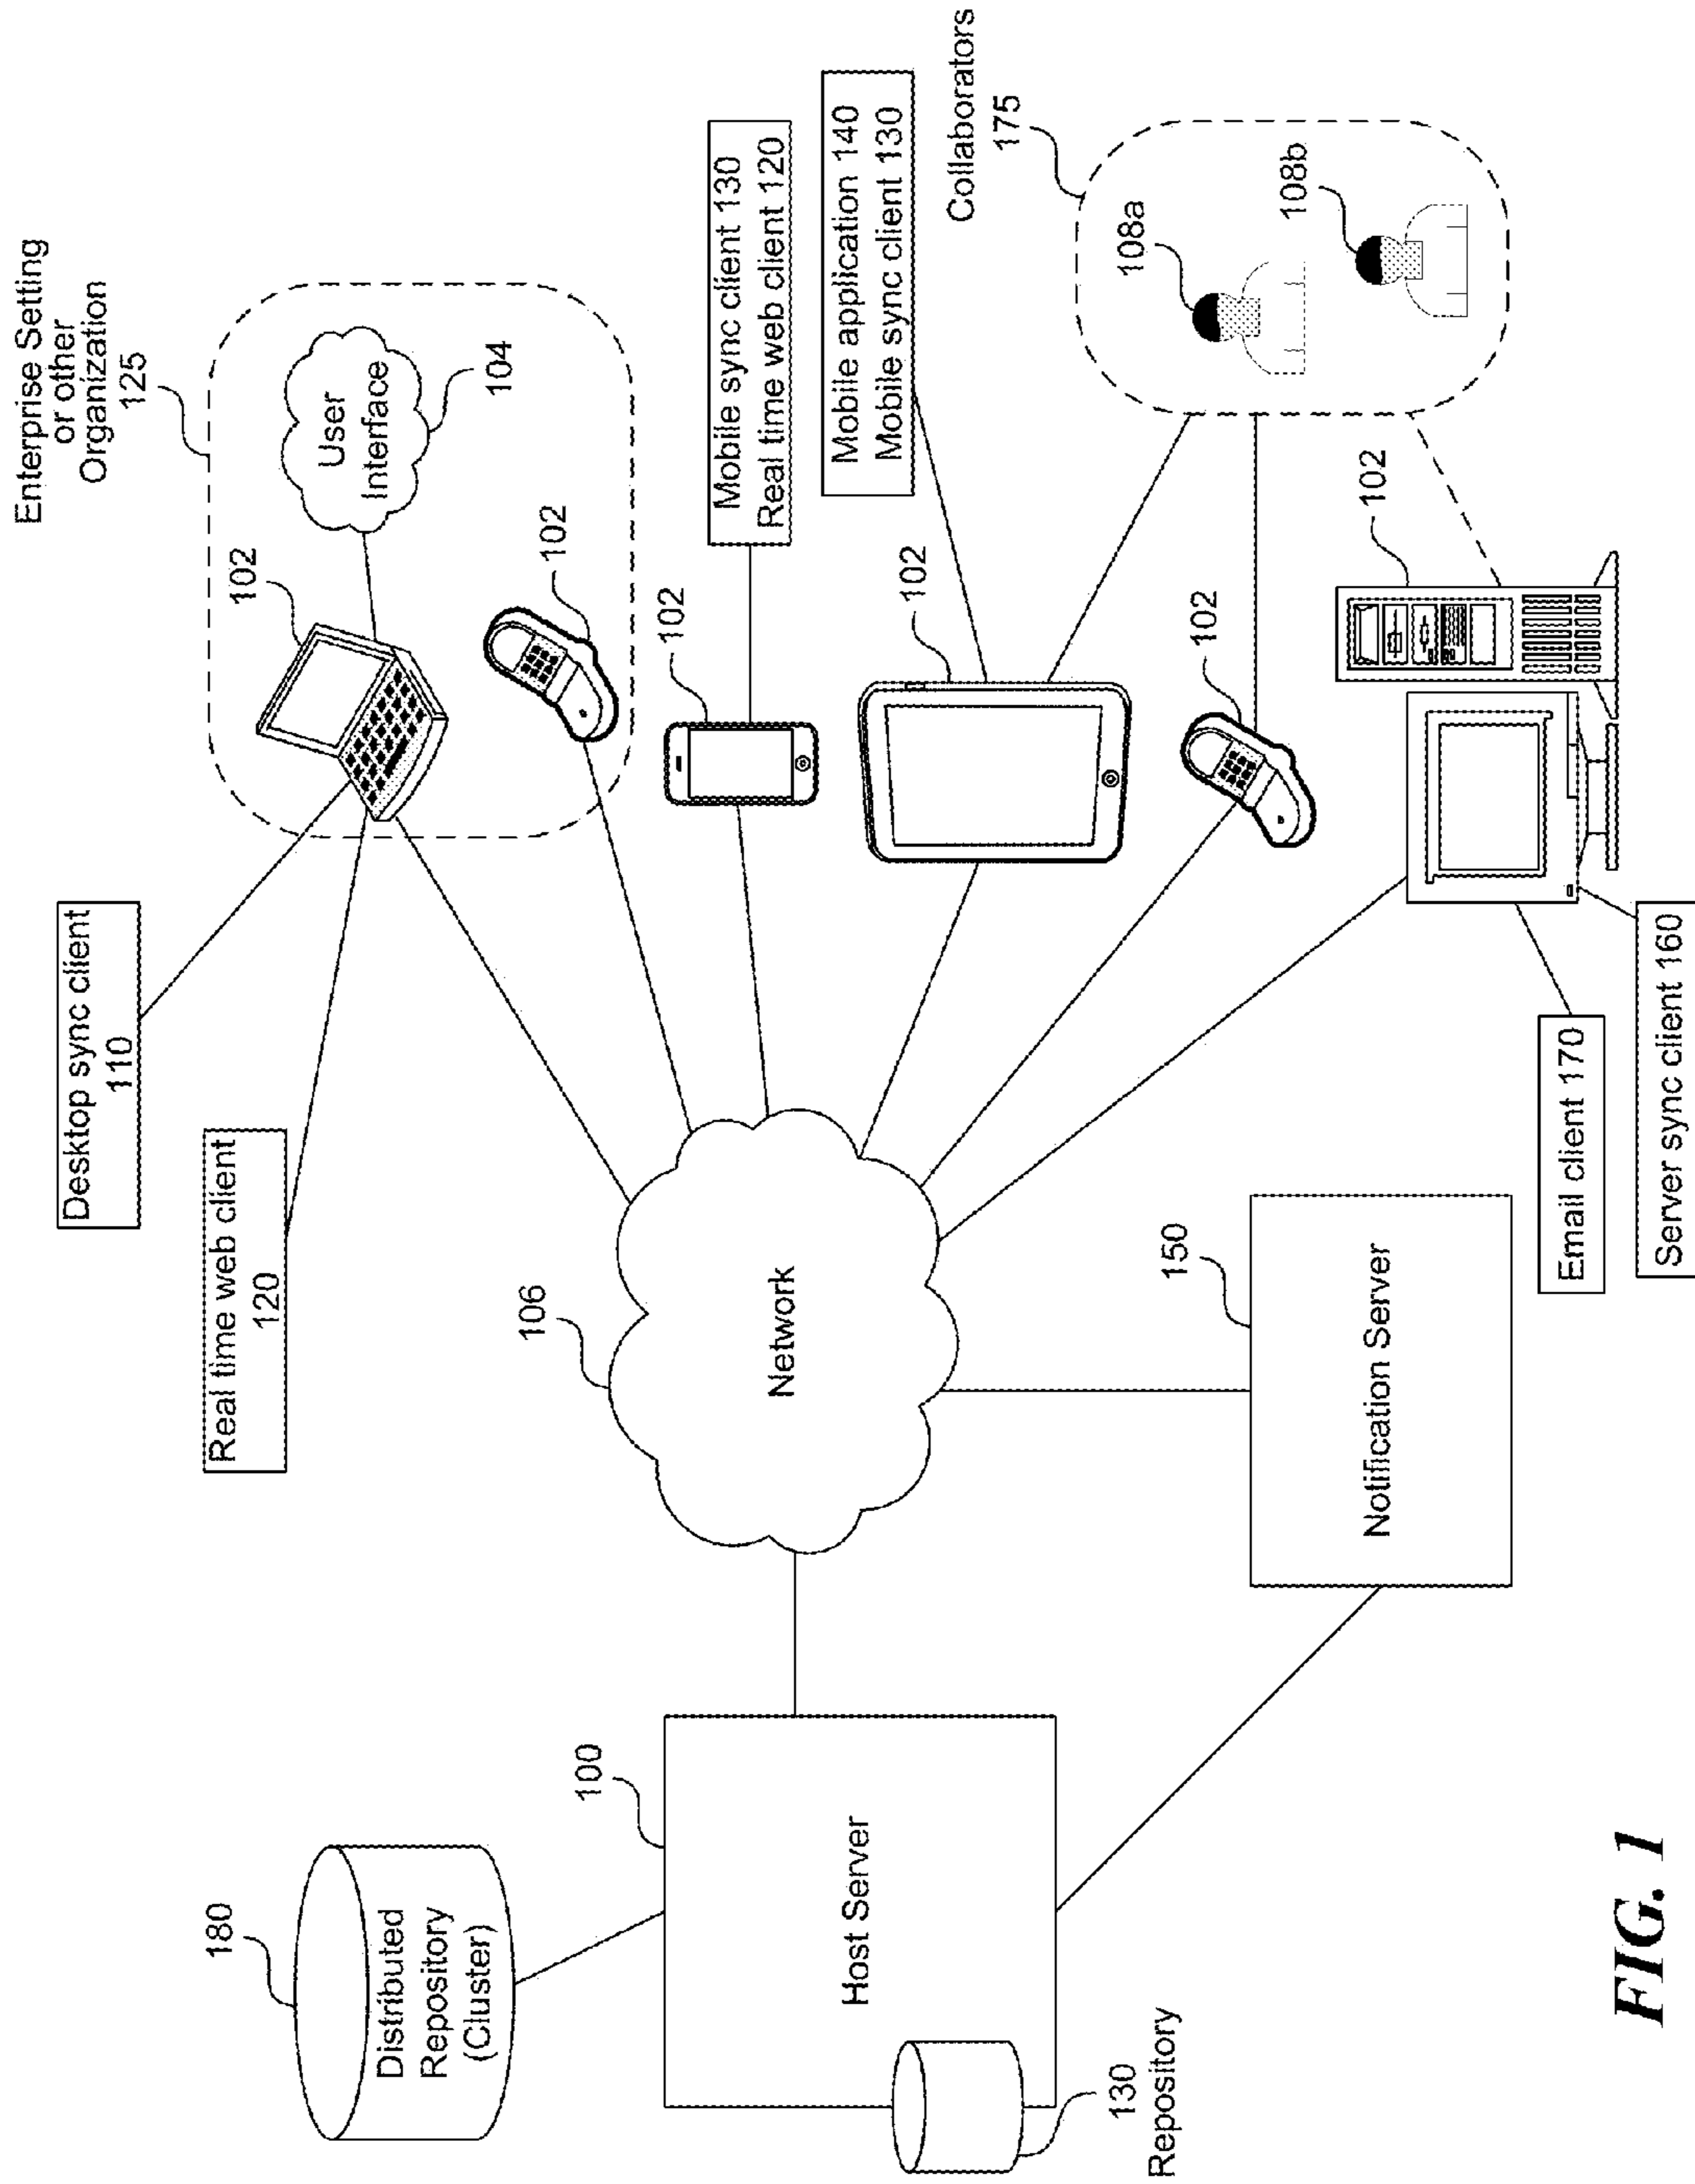 Enterprise Setting
or other
Organization
125
Desktop sync client
110
102
User
Interface
104
Real time web client
120
102
180
Distributed
Repository
(Cluster)
106
Network
102
Mobile sync client 130
Real time web client 120
100
Host Server
102
Mobile application 140
Mobile sync client 130
Collaborators
175
108a
108b
130
Repository
150
Notification Server
102
102
Email client 170
Server sync client 160
FIG. 1